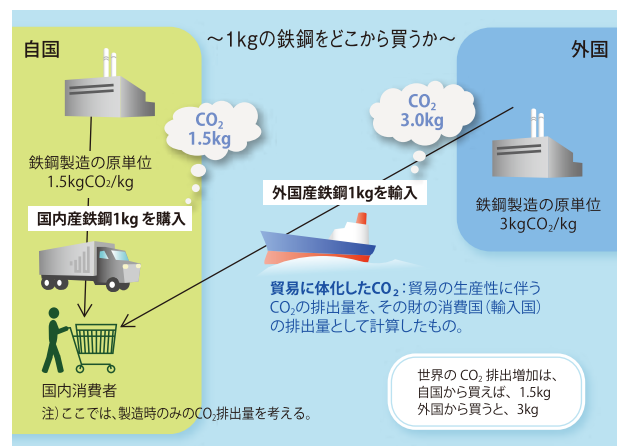 〜1kgの鉄鋼をどこから買うか〜
自国
外国
CO2
1.5kg
CO2
3.0kg
鉄鋼製造の原単位
1.5kgCO2/kg
国内産鉄鋼1kg を購入
外国産鉄鋼1kgを輸入
鉄鋼製造の原単位
3kgCO2/kg
貿易に体化したCO2：貿易の生産性に伴う
CO2の排出量を、その財の消費国（輸入国）
の排出量として計算したもの。
国内消費者
注）ここでは、製造時のみのCO2排出量を考える。
世界の CO2 排出増加は、
自国から買えば、1.5kg
外国から買うと、3kg